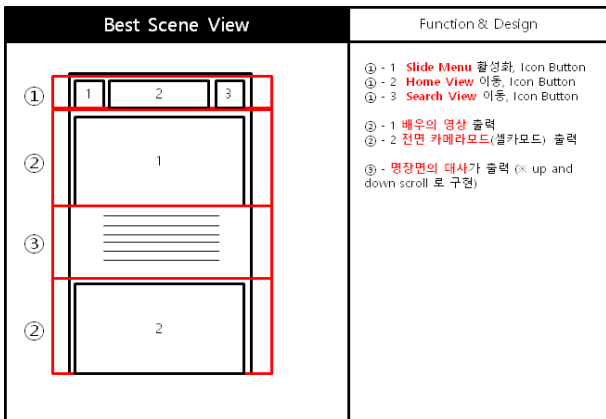 Best Scene View
Function & Design
①
1
2
3
②
1
③
②
2
① - 1 Slide Menu 활성화, Icon Button
① - 2 Home View 이동, Icon Button
① - 3 Search View 이동, Icon Button
② - 1 배우의 영상 출력
② - 2 전면 카메라모드(셀카모드) 출력
③ - 명장면의 대사가 출력 (※ up and
down scroll 로 구현)